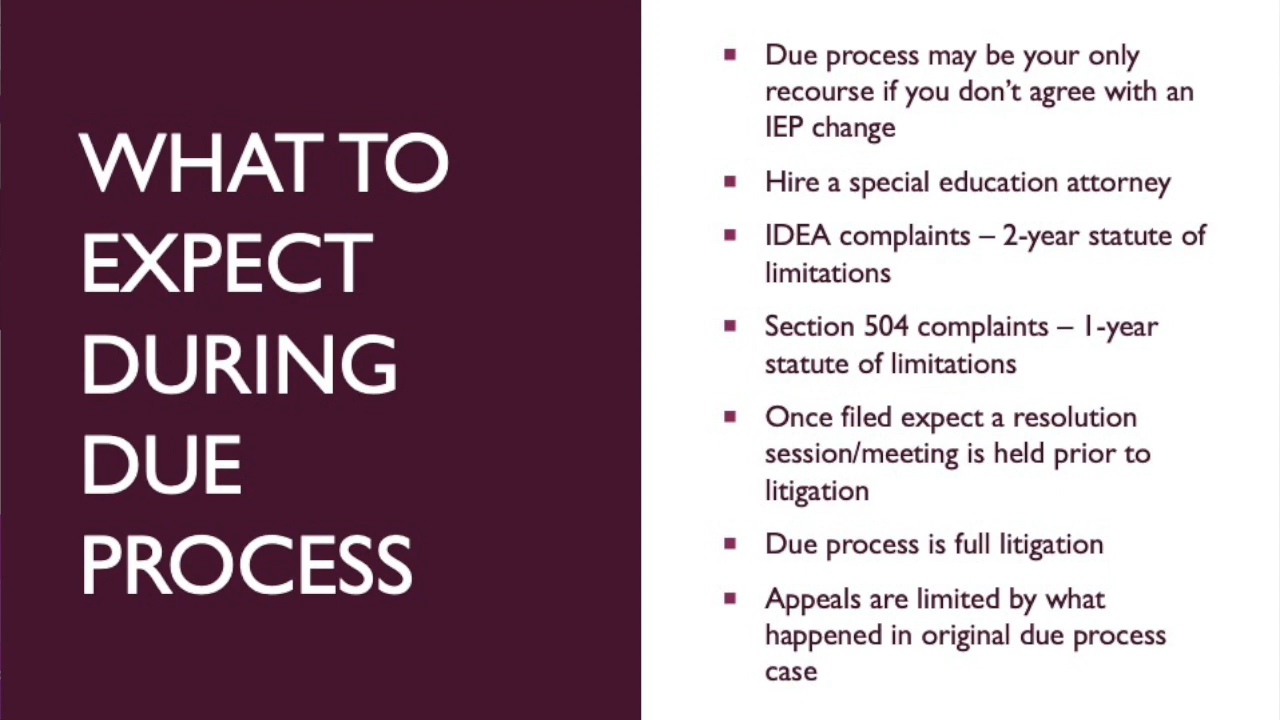 WHAT TO
EXPECT
DURING
DUE
PROCESS
▪ Due process may be your only
recourse if you don’t agree with an
IEP change
▪ Hire a special education attorney
▪ IDEA complaints – 2-year statute of
limitations
▪ Section 504 complaints – 1-year
statute of limitations
▪ Once filed expect a resolution
session/meeting is held prior to
litigation
▪ Due process is full litigation
▪ Appeals are limited by what
happened in original due process
case